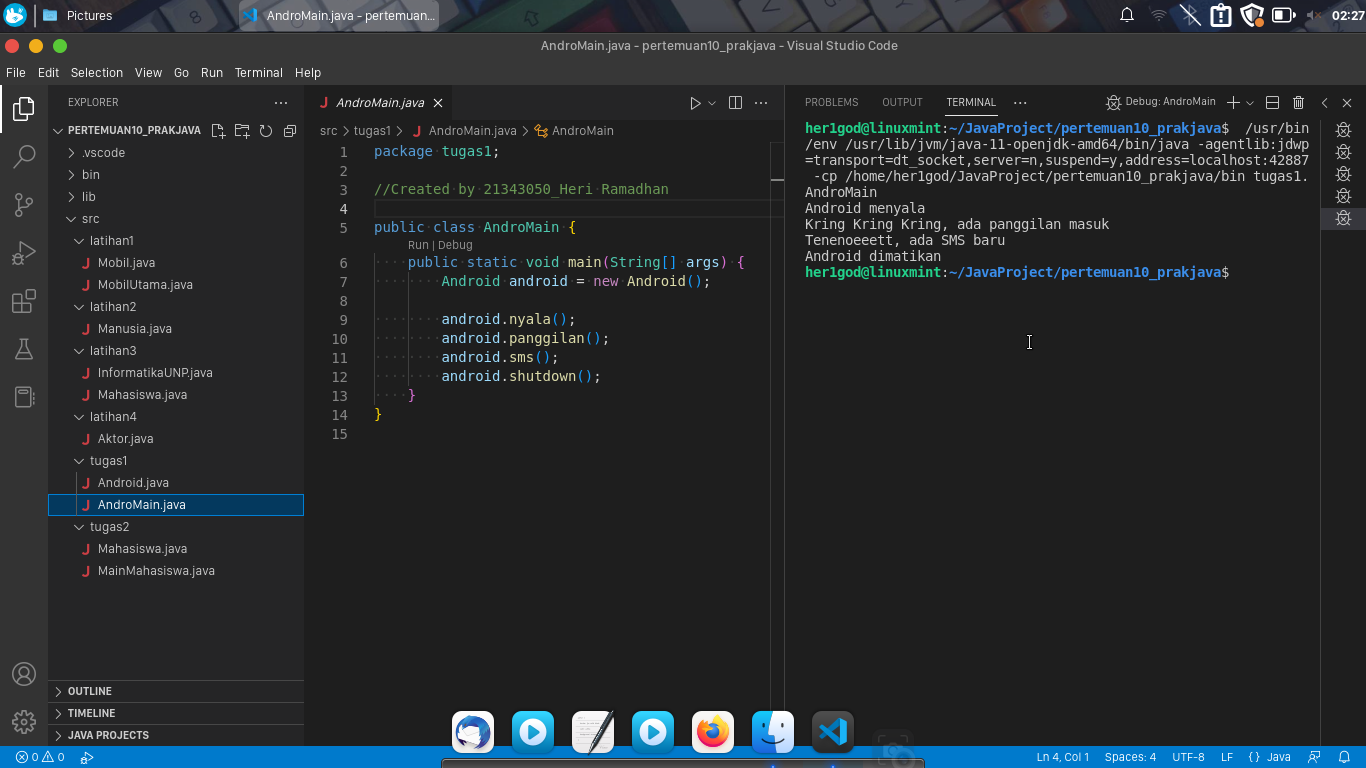 Pictures
AndroMain.java - pertemuan...
02:27
AndroMain.java - pertemuan10_prakjava - Visual Studio Code
File Edit Selection View Go Run Terminal Help
EXPLORER
PERTEMUAN10_PRAKJAVA
.vscode
bin
lib
src
latihan1
Mobil.java
MobilUtama.java
latihan2
Manusia.java
latihan3
InformatikaUNP.java
Mahasiswa.java
latihan4
Aktor.java
tugas1
Android.java
AndroMain.java
tugas2
Mahasiswa.java
MainMahasiswa.java
OUTLINE
TIMELINE
JAVA PROJECTS
AndroMain.java
src > tugas1 > AndroMain.java > AndroMain
1 package tugas1;
2
3 //Created by 21343050_Heri Ramadhan
4
5 public class AndroMain {
Run | Debug
6 public static void main(String[] args) {
7 Android android = new Android();
8
9 android.nyala();
10 android.panggilan();
11 android.sms();
12 android.shutdown();
13 }
14 }
15
PROBLEMS OUTPUT TERMINAL
Debug: AndroMain
her1god@linuxmint:~/JavaProject/pertemuan10_prakjava$ /usr/bin
/env /usr/lib/jvm/java-11-openjdk-amd64/bin/java -agentlib:jdwp
=transport=dt_socket,server=n,suspend=y,address=localhost:42887
-cp /home/her1god/JavaProject/pertemuan10_prakjava/bin tugas1.
AndroMain
Android menyala
Kring Kring Kring, ada panggilan masuk
Tenenoeeett, ada SMS baru
Android dimatikan
her1god@linuxmint:~/JavaProject/pertemuan10_prakjava$
0 0
Ln 4, Col 1 Spaces: 4 UTF-8 LF {} Java